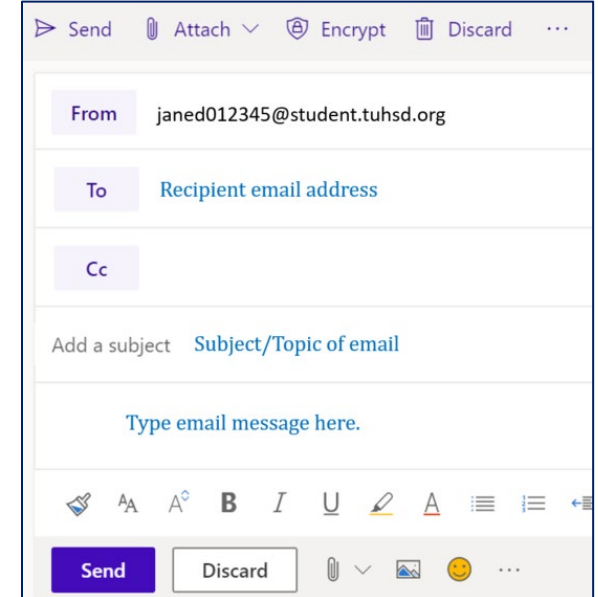 Send Attach Encrypt Discard ...
From janed012345@student.tuhsd.org
To Recipient email address
Cc
Add a subject Subject/Topic of email
Type email message here.
AA A B I U A
Send Discard ...